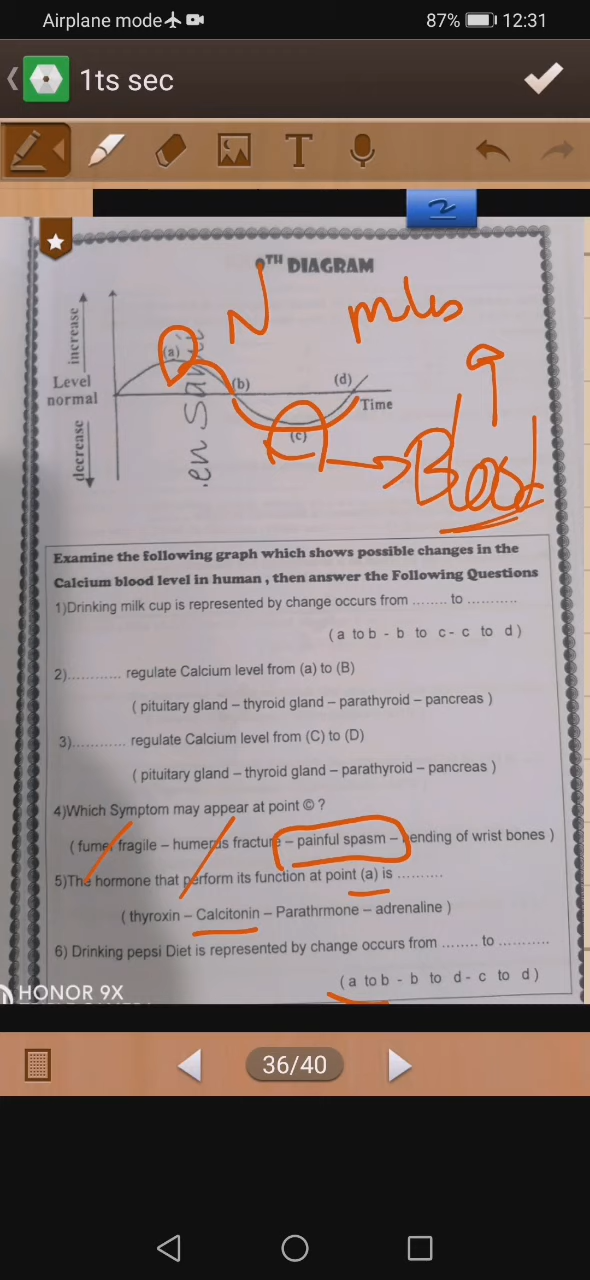 Airplane mode 87% 12:31
1ts sec
T
2
TH DIAGRAM
N
increase
(a)
Level
normal
(b)
(d)
Time
decrease
(c)
Blood
Examine the following graph which shows possible changes in the
Calcium blood level in human , then answer the Following Questions
1)Drinking milk cup is represented by change occurs from ........ to ...........
( a to b - b to c - c to d )
2)............ regulate Calcium level from (a) to (B)
( pituitary gland – thyroid gland – parathyroid – pancreas )
3)............ regulate Calcium level from (C) to (D)
( pituitary gland – thyroid gland – parathyroid – pancreas )
4)Which Symptom may appear at point © ?
fragile – humerus fracture – painful spasm – bending of wrist bones )
5)The hormone that perform its function at point (a) is ..........
( thyroxin – Calcitonin – Parathrmone – adrenaline )
6) Drinking pepsi Diet is represented by change occurs from ........ to ...........
( a to b - b to d - c to d )
HONOR 9X
36/40